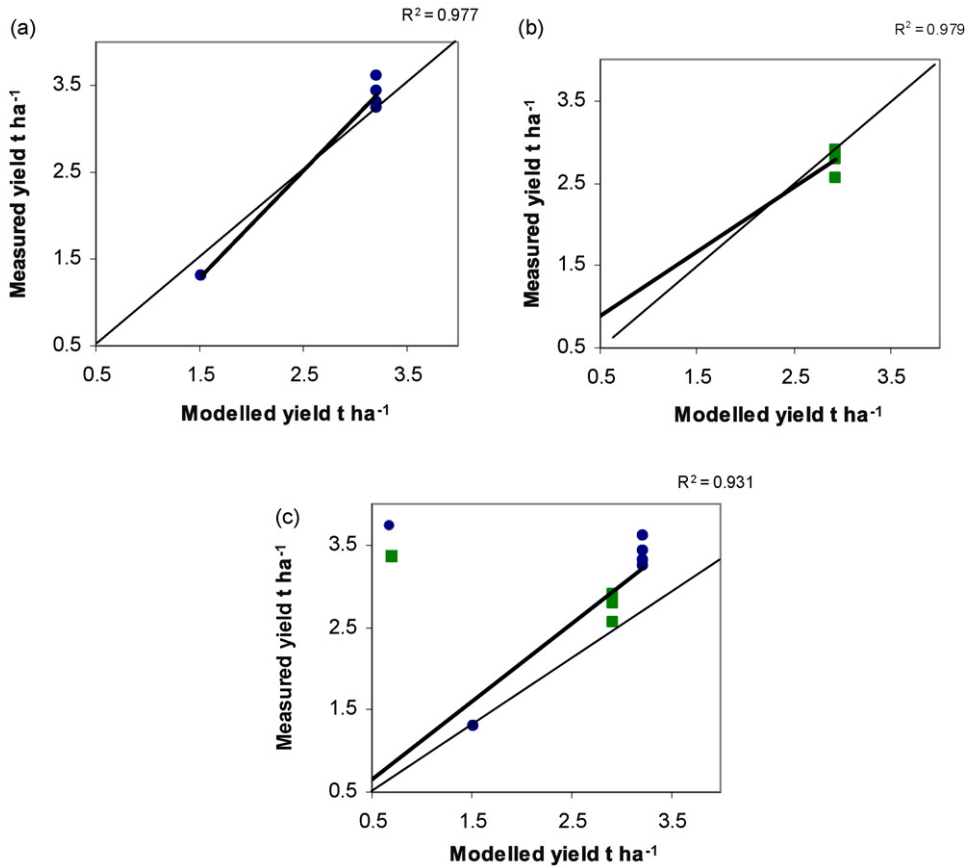 (a)
R² = 0.977
3.5
2.5
1.5
0.5
Measured yield t ha⁻¹
0.5 1.5 2.5 3.5
Modelled yield t ha⁻¹
(b)
R² = 0.979
3.5
2.5
1.5
0.5
Measured yield t ha⁻¹
0.5 1.5 2.5 3.5
Modelled yield t ha⁻¹
R² = 0.931
(c)
3.5
2.5
1.5
0.5
Measured yield t ha⁻¹
0.5 1.5 2.5 3.5
Modelled yield t ha⁻¹